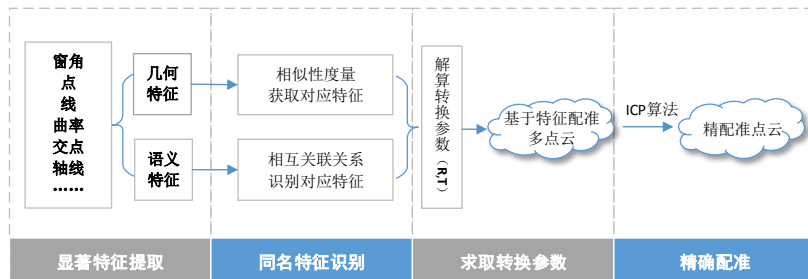 窗角
点
线
曲率
交点
轴线
……
几何
特征
语义
特征
相似性度量
获取对应特征
相互关联关系
识别对应特征
解算转换参数（R,T）
基于特征配准
多点云
ICP算法
精配准点云
显著特征提取
同名特征识别
求取转换参数
精确配准